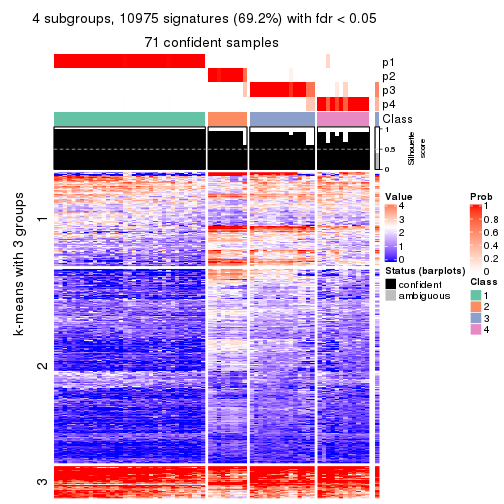 4 subgroups, 10975 signatures (69.2%) with fdr < 0.05
71 confident samples
p1
p2
p3
p4
Class
1
0.5
0
Silhouette
score
k-means with 3 groups
1
2
3
Value
4
3
2
1
0
Status (barplots)
confident
ambiguous
Prob
1
0.8
0.6
0.4
0.2
0
Class
1
2
3
4